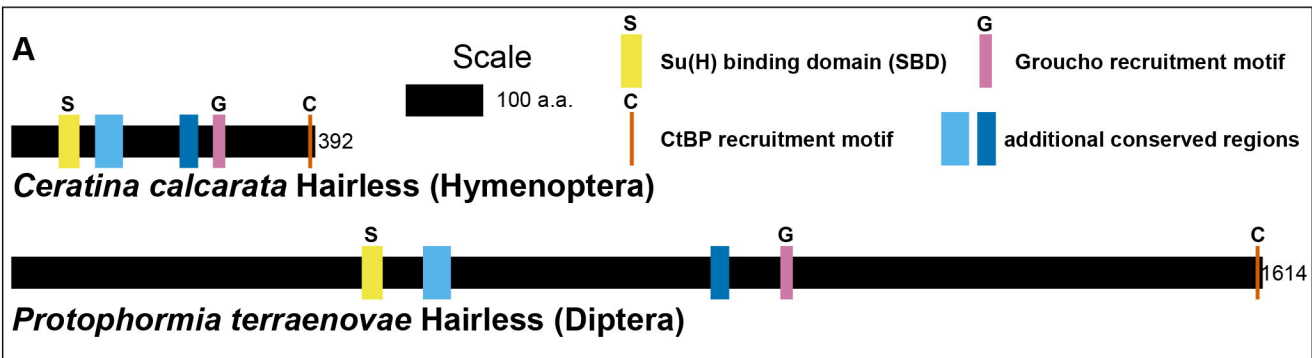 A
Scale
100 a.a.
S
Su(H) binding domain (SBD)
G
Groucho recruitment motif
C
CtBP recruitment motif
additional conserved regions
S G C
392
Ceratina calcarata Hairless (Hymenoptera)
S G C
1614
Protophormia terraenovae Hairless (Diptera)